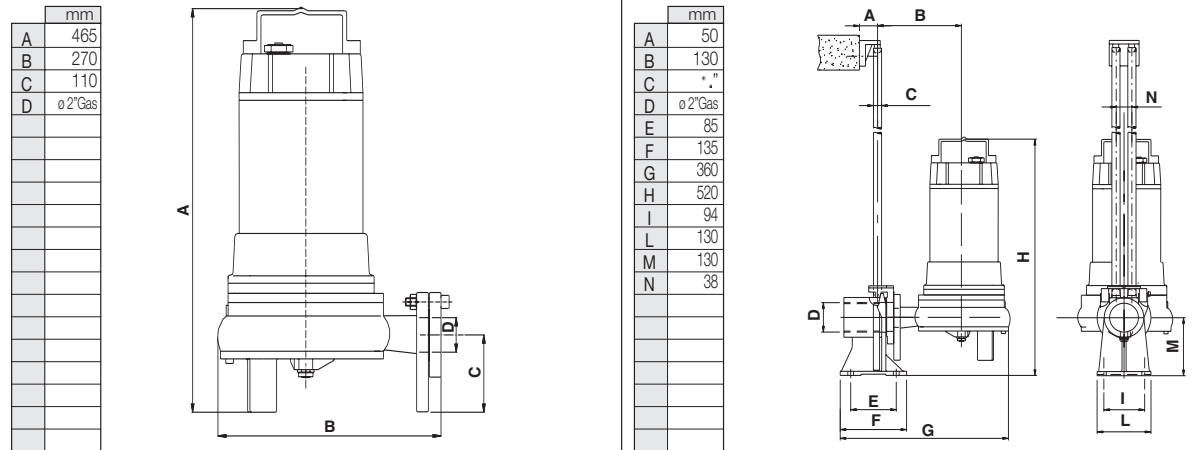 mm
A 465
B 270
C 110
D ø 2"Gas
A
B
C
D
mm
A 50
B 130
C
D ø 2"Gas
E 85
F 135
G 360
H 520
I 94
L 130
M 130
N 38
A B
C
N
H
D
M
E
F
G
I
L